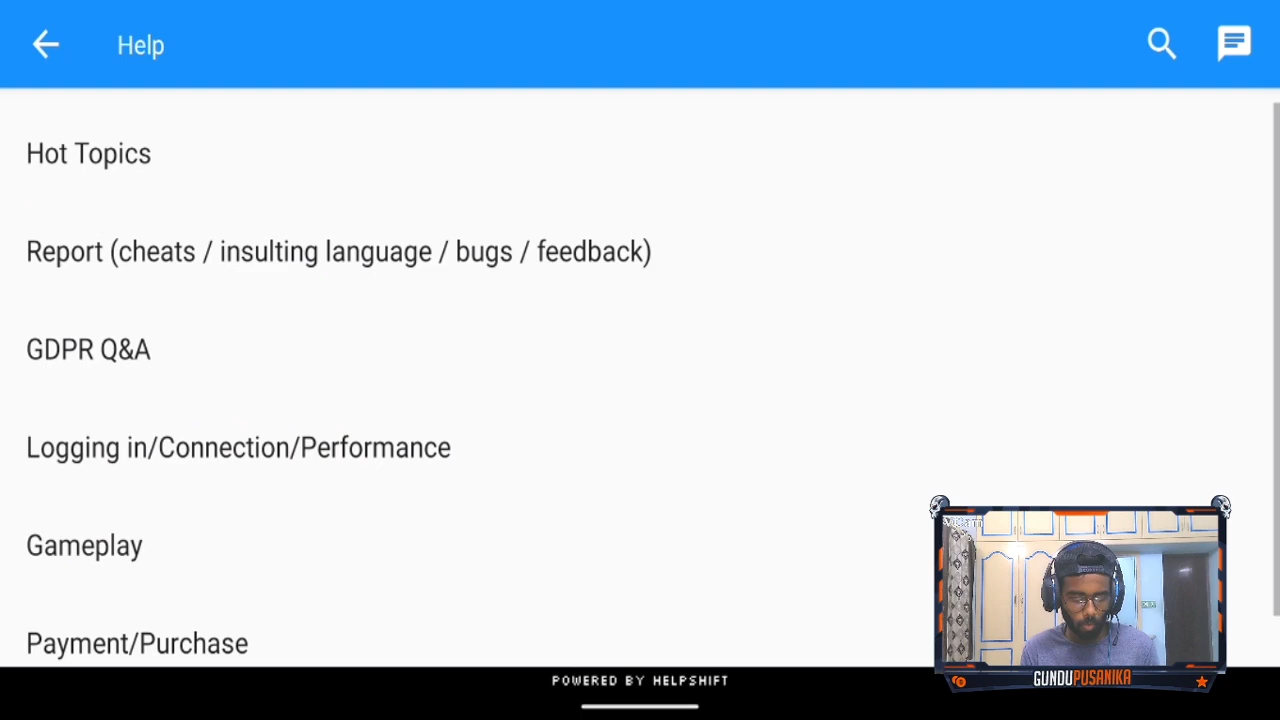 Help
Hot Topics
Report (cheats / insulting language / bugs / feedback)
GDPR Q&A
Logging in/Connection/Performance
Gameplay
Payment/Purchase
POWERED BY HELPSHIFT
GUNDUPUSANIKA